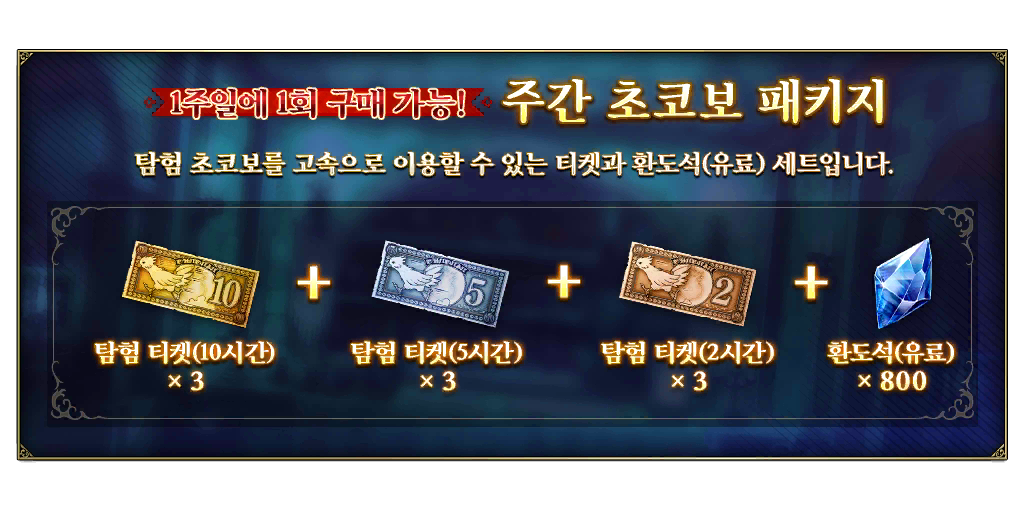 1주일에 1회 구매 가능! 주간 초코보 패키지
탐험 초코보를 고속으로 이용할 수 있는 티켓과 환도석(유료) 세트입니다.
10 + 5 + 2 +
탐험 티켓(10시간) 탐험 티켓(5시간) 탐험 티켓(2시간) 환도석(유료)
× 3 × 3 × 3 × 800